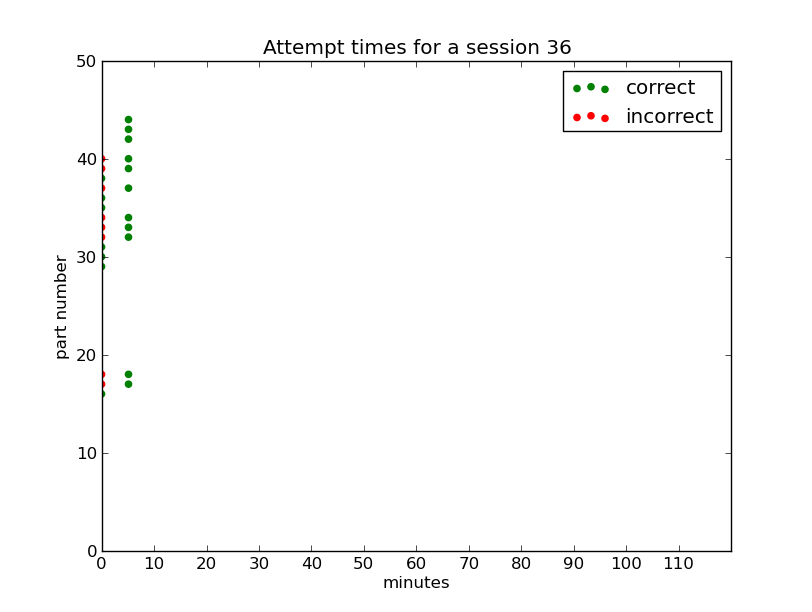 Attempt times for a session 36
correct
incorrect
50
40
30
20
10
0
part number
0 10 20 30 40 50 60 70 80 90 100 110
minutes